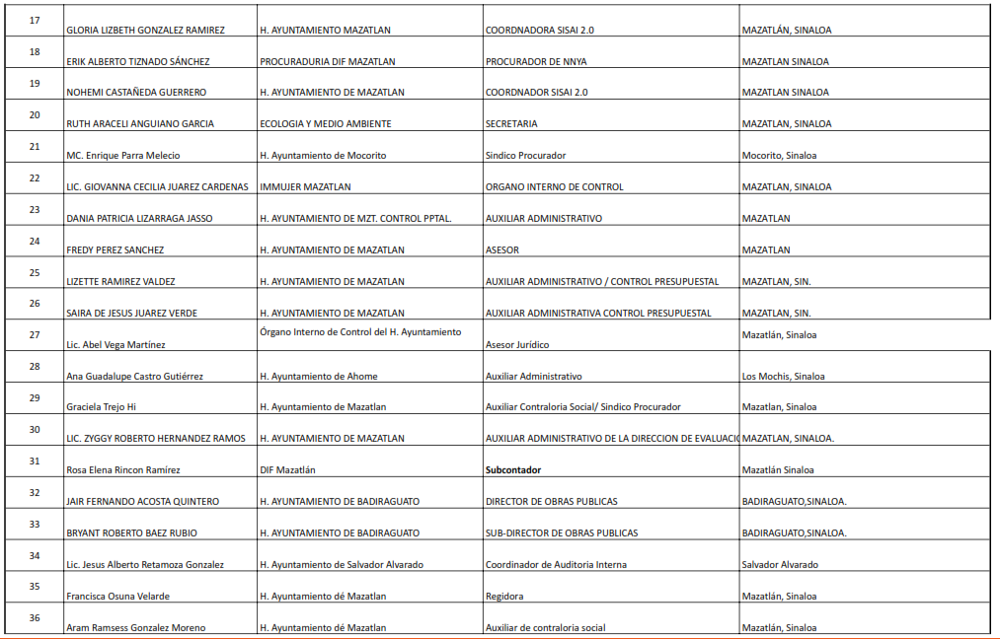 17 GLORIA LIZBETH GONZALEZ RAMIREZ H. AYUNTAMIENTO MAZATLAN COORDNADORA SISAI 2.0 MAZATLÁN, SINALOA
18 ERIK ALBERTO TIZNADO SÁNCHEZ PROCURADURIA DIF MAZATLAN PROCURADOR DE NNYA MAZATLAN SINALOA
19 NOHEMI CASTAÑEDA GUERRERO H. AYUNTAMIENTO DE MAZATLAN COORDNADOR SISAI 2.0 MAZATLAN SINALOA
20 RUTH ARACELI ANGUIANO GARCIA ECOLOGIA Y MEDIO AMBIENTE SECRETARIA MAZATLAN, SINALOA
21 MC. Enrique Parra Melecio H. Ayuntamiento de Mocorito Sindico Procurador Mocorito, Sinaloa
22 LIC. GIOVANNA CECILIA JUAREZ CARDENAS IMMUJER MAZATLAN ORGANO INTERNO DE CONTROL MAZATLAN, SINALOA
23 DANIA PATRICIA LIZARRAGA JASSO H. AYUNTAMIENTO DE MZT. CONTROL PPTAL. AUXILIAR ADMINISTRATIVO MAZATLAN
24 FREDY PEREZ SANCHEZ H. AYUNTAMIENTO DE MAZATLAN ASESOR MAZATLAN
25 LIZETTE RAMIREZ VALDEZ H. AYUNTAMIENTO DE MAZATLAN AUXILIAR ADMINISTRATIVO / CONTROL PRESUPUESTAL MAZATLAN, SIN.
26 SAIRA DE JESUS JUAREZ VERDE H. AYUNTAMIENTO DE MAZATLAN AUXILIAR ADMINISTRATIVA CONTROL PRESUPUESTAL MAZATLAN, SIN.
27 Lic. Abel Vega Martínez Órgano Interno de Control del H. Ayuntamiento Asesor Jurídico Mazatlán, Sinaloa
28 Ana Guadalupe Castro Gutiérrez H. Ayuntamiento de Ahome Auxiliar Administrativo Los Mochis, Sinaloa
29 Graciela Trejo Hi H. Ayuntamiento de Mazatlan Auxiliar Contraloria Social/ Sindico Procurador Mazatlan, Sinaloa
30 LIC. ZYGGY ROBERTO HERNANDEZ RAMOS H. AYUNTAMIENTO DE MAZATLAN AUXILIAR ADMINISTRATIVO DE LA DIRECCION DE EVALUACIO MAZATLAN, SINALOA.
31 Rosa Elena Rincon Ramírez DIF Mazatlán Subcontador Mazatlán Sinaloa
32 JAIR FERNANDO ACOSTA QUINTERO H. AYUNTAMIENTO DE BADIRAGUATO DIRECTOR DE OBRAS PUBLICAS BADIRAGUATO,SINALOA.
33 BRYANT ROBERTO BAEZ RUBIO H. AYUNTAMIENTO DE BADIRAGUATO SUB-DIRECTOR DE OBRAS PUBLICAS BADIRAGUATO,SINALOA.
34 Lic. Jesus Alberto Retamoza Gonzalez H. Ayuntamiento de Salvador Alvarado Coordinador de Auditoria Interna Salvador Alvarado
35 Francisca Osuna Velarde H. Ayuntamiento dé Mazatlan Regidora Mazatlán, Sinaloa
36 Aram Ramsess Gonzalez Moreno H. Ayuntamiento dé Mazatlan Auxiliar de contraloria social Mazatlán, Sinaloa